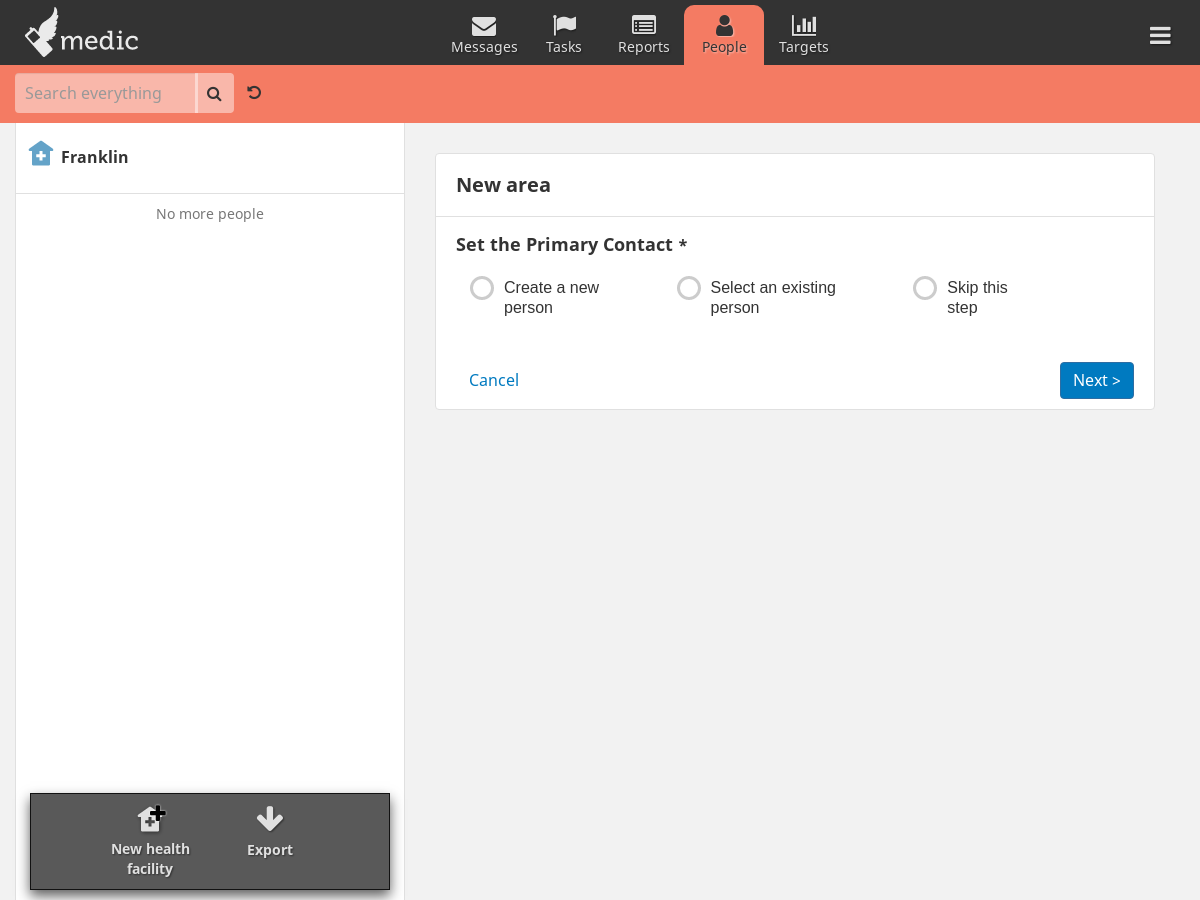 medic
Messages
Tasks
Reports
People
Targets
Search everything
Franklin
No more people
New area
Set the Primary Contact *
Create a new
person
Select an existing
person
Skip this
step
Cancel
Next >
New health
facility
Export